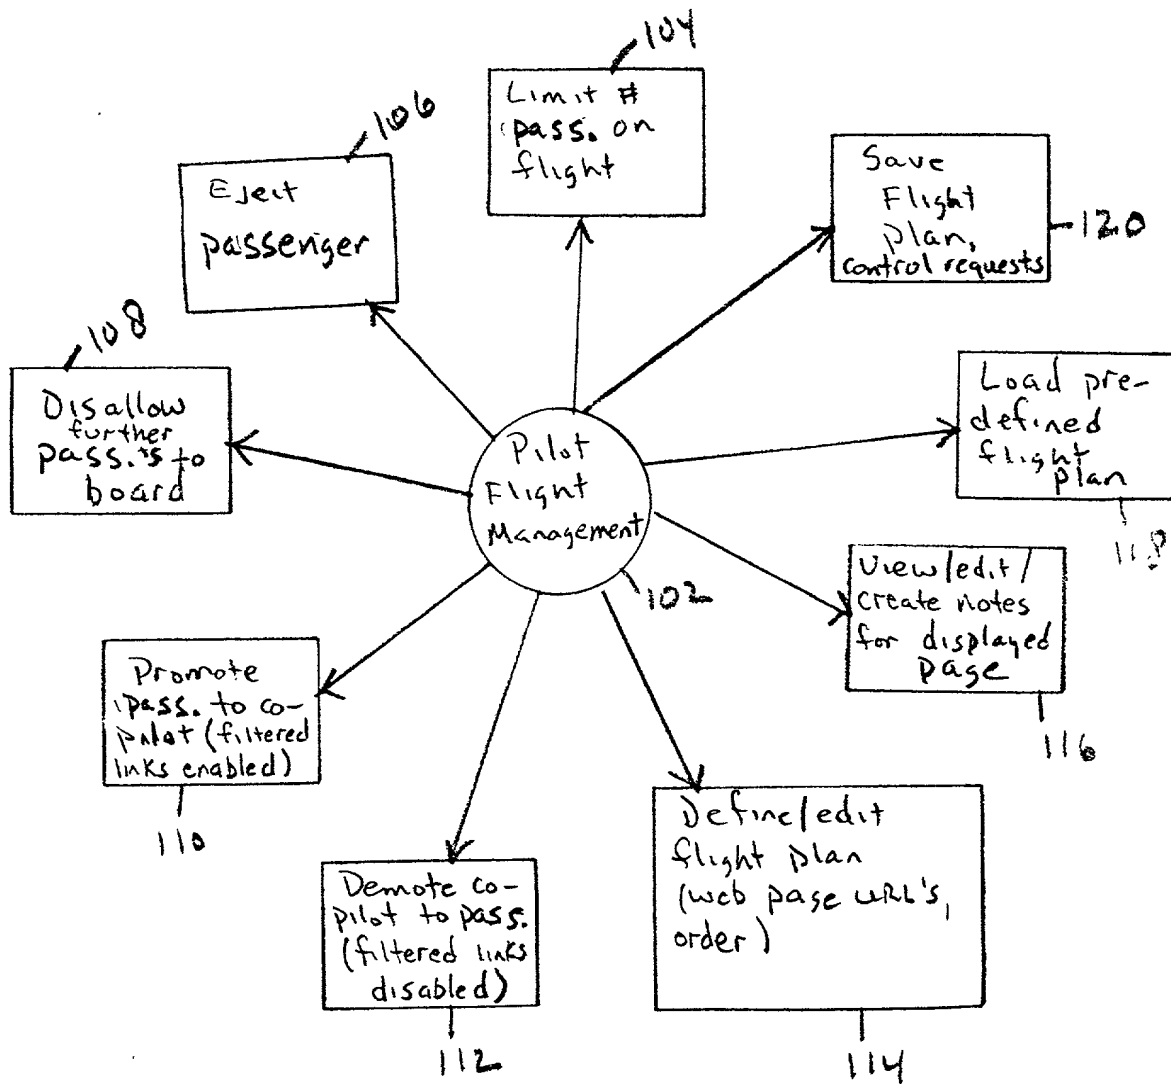 104
Limit #
pass. on
flight
106
Eject
passenger
Save
Flight
plan,
control requests
120
108
Disallow
further
pass.'s to
board
Load pre-
defined
flight
plan
118
Pilot
Flight
Management
102
View/edit/
create notes
for displayed
page
116
Promote
pass. to co-
pilot (filtered
links enabled)
110
Demote co-
pilot to pass.
(filtered links
disabled)
112
Define/edit
flight plan
(web page URL's,
order)
114